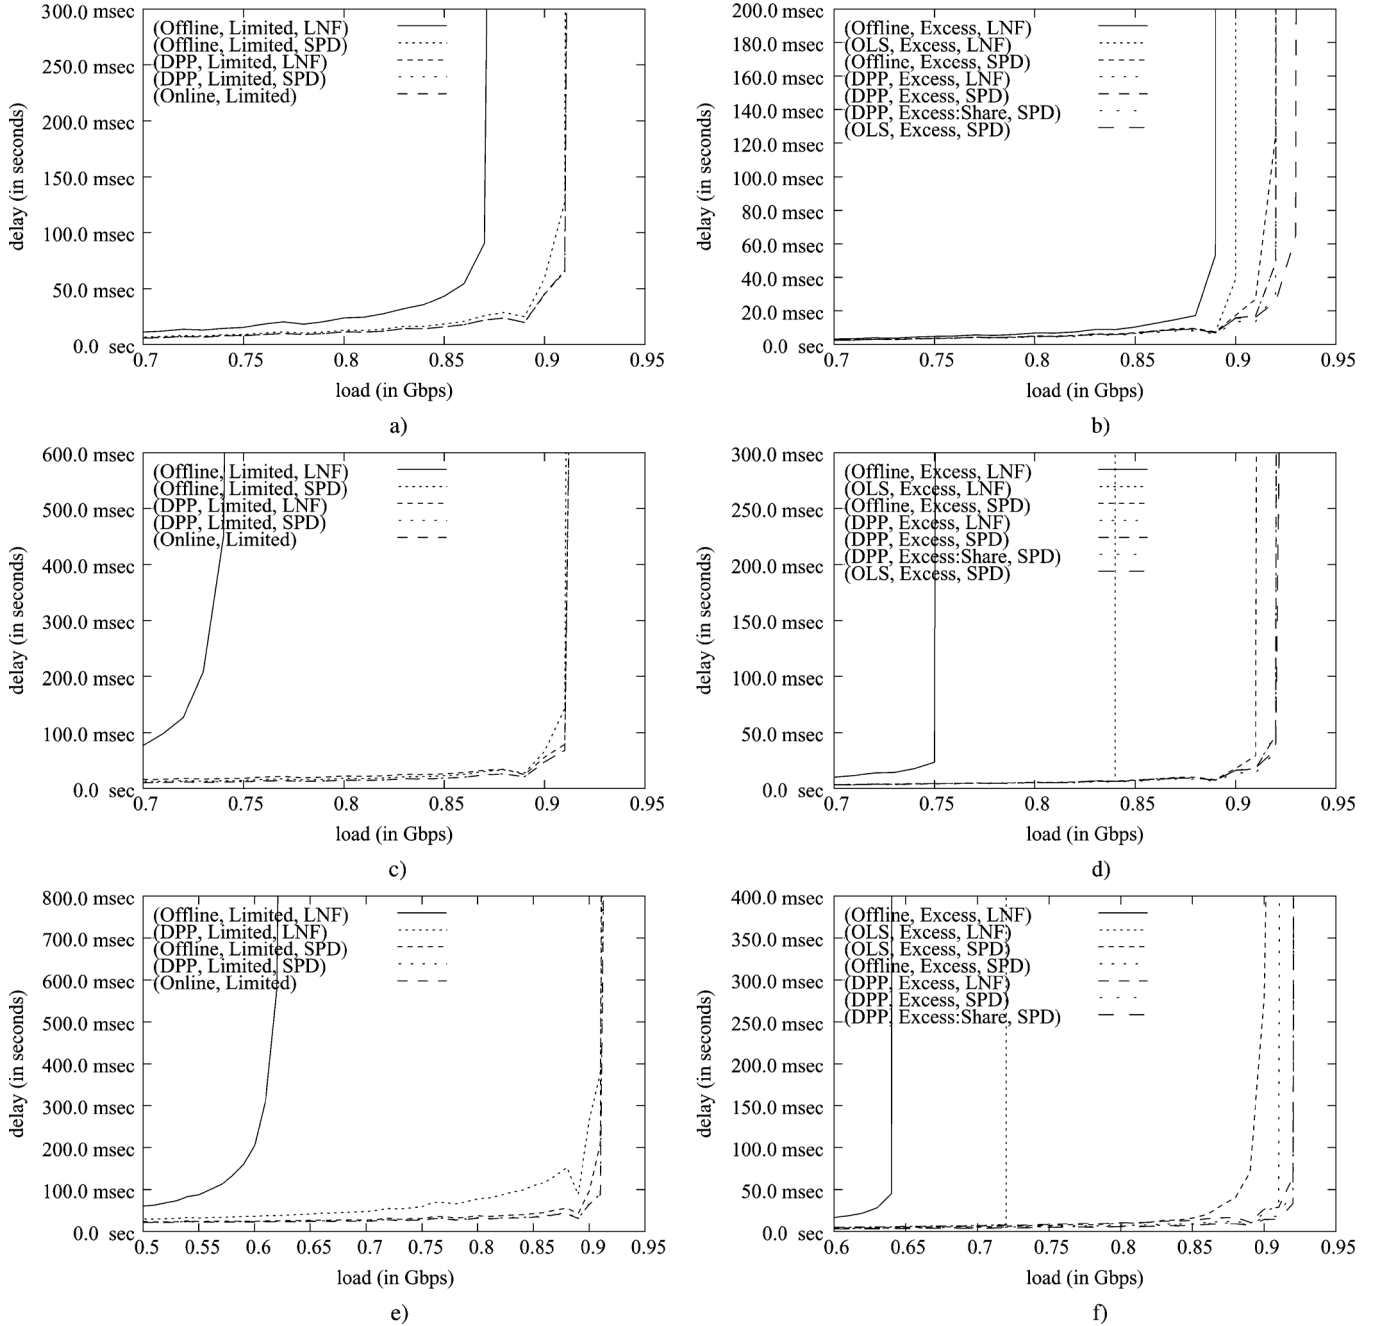 300.0 msec
300.0 msec
200.0 msec
150.0 msec
100.0 msec
50.0 msec
0.0 sec
delay (in seconds)
(Offline, Limited, LNF)
(Offline, Limited, SPD)
(DPP, Limited, LNF)
(DPP, Limited, SPD)
(Online, Limited)
0.7 0.75 0.8 0.85 0.9 0.95
load (in Gbps)
a)
200.0 msec
180.0 msec
160.0 msec
140.0 msec
120.0 msec
100.0 msec
80.0 msec
60.0 msec
40.0 msec
20.0 msec
0.0 sec
delay (in seconds)
(Offline, Excess, LNF)
(OLS, Excess, LNF)
(Offline, Excess, SPD)
(DPP, Excess, LNF)
(DPP, Excess, SPD)
(DPP, Excess:Share, SPD)
(OLS, Excess, SPD)
0.7 0.75 0.8 0.85 0.9 0.95
load (in Gbps)
b)
600.0 msec
500.0 msec
400.0 msec
300.0 msec
200.0 msec
100.0 msec
0.0 sec
delay (in seconds)
(Offline, Limited, LNF)
(Offline, Limited, SPD)
(DPP, Limited, LNF)
(DPP, Limited, SPD)
(Online, Limited)
0.7 0.75 0.8 0.85 0.9 0.95
load (in Gbps)
c)
300.0 msec
250.0 msec
200.0 msec
150.0 msec
100.0 msec
50.0 msec
0.0 sec
delay (in seconds)
(Offline, Excess, LNF)
(OLS, Excess, LNF)
(Offline, Excess, SPD)
(DPP, Excess, LNF)
(DPP, Excess, SPD)
(DPP, Excess:Share, SPD)
(OLS, Excess, SPD)
0.7 0.75 0.8 0.85 0.9 0.95
load (in Gbps)
d)
800.0 msec
700.0 msec
600.0 msec
500.0 msec
400.0 msec
300.0 msec
200.0 msec
100.0 msec
0.0 sec
delay (in seconds)
(Offline, Limited, LNF)
(DPP, Limited, LNF)
(Offline, Limited, SPD)
(DPP, Limited, SPD)
(Online, Limited)
0.5 0.55 0.6 0.65 0.7 0.75 0.8 0.85 0.9 0.95
load (in Gbps)
e)
400.0 msec
350.0 msec
300.0 msec
250.0 msec
200.0 msec
150.0 msec
100.0 msec
50.0 msec
0.0 sec
delay (in seconds)
(Offline, Excess, LNF)
(OLS, Excess, LNF)
(OLS, Excess, SPD)
(Offline, Excess, SPD)
(DPP, Excess, LNF)
(DPP, Excess, SPD)
(DPP, Excess:Share, SPD)
0.6 0.65 0.7 0.75 0.8 0.85 0.9 0.95
load (in Gbps)
f)